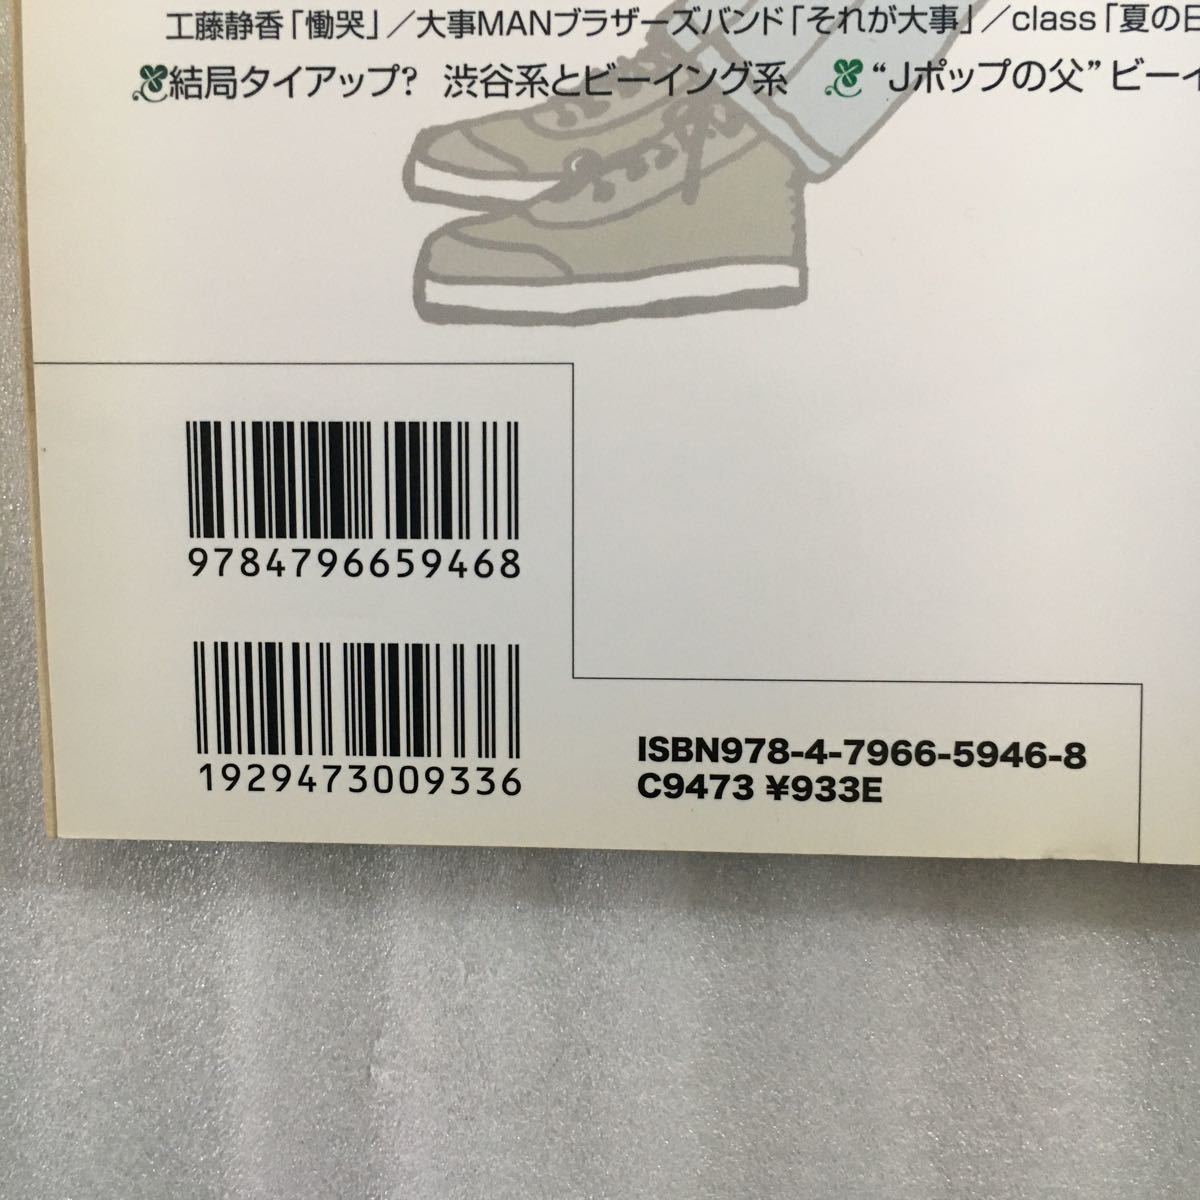 工藤静香「慟哭」／大事MANブラザーズバンド「それが大事」／class「夏の日
結局タイアップ？ 渋谷系とビーイング系 “Jポップの父”ビーイ
9784796659468
1929473009336
ISBN978-4-7966-5946-8
C9473 ¥933E